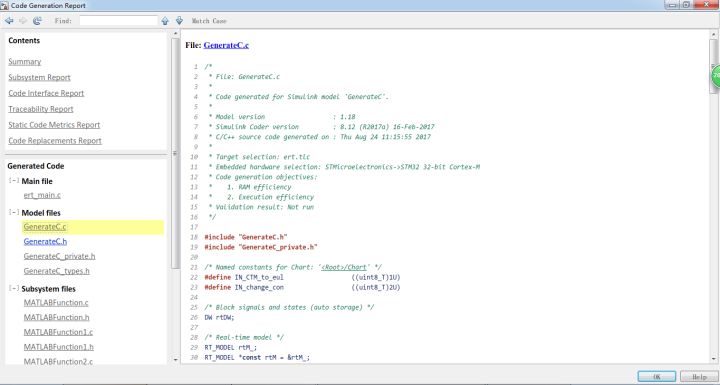 Code Generation Report
Find:
Match Case
Contents
Summary
Subsystem Report
Code Interface Report
Traceability Report
Static Code Metrics Report
Code Replacements Report
Generated Code
[-] Main file
ert_main.c
[-] Model files
GenerateC.c
GenerateC.h
GenerateC_private.h
GenerateC_types.h
[-] Subsystem files
MATLABFunction.c
MATLABFunction.h
MATLABFunction1.c
MATLABFunction1.h
MATLABFunction2.c
File: GenerateC.c
1 /*
2 * File: GenerateC.c
3 *
4 * Code generated for Simulink model 'GenerateC'.
5 *
6 * Model version : 1.18
7 * Simulink Coder version : 8.12 (R2017a) 16-Feb-2017
8 * C/C++ source code generated on : Thu Aug 24 11:15:55 2017
9 *
10 * Target selection: ert.tlc
11 * Embedded hardware selection: STMicroelectronics->STM32 32-bit Cortex-M
12 * Code generation objectives:
13 * 1. RAM efficiency
14 * 2. Execution efficiency
15 * Validation result: Not run
16 */
17
18 #include "GenerateC.h"
19 #include "GenerateC_private.h"
20
21 /* Named constants for Chart: '<Root>/Chart' */
22 #define IN_CTM_to_eul ((uint8_T)1U)
23 #define IN_change_con ((uint8_T)2U)
24
25 /* Block signals and states (auto storage) */
26 DW rtDW;
27
28 /* Real-time model */
29 RT_MODEL rtM_;
30 RT_MODEL *const rtM = &rtM_;
OK
Help